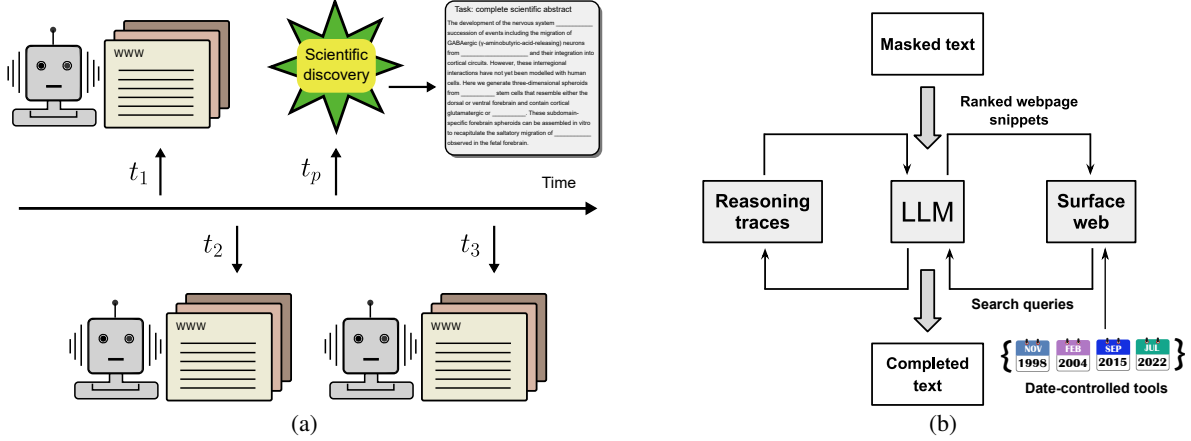 WWW
Scientific
discovery
Task: complete scientific abstract
The development of the nervous system __________
succession of events including the migration of
GABAergic (γ-aminobutyric-acid-releasing) neurons
from ____________________ and their integration into
cortical circuits. However, these interregional
interactions have not yet been modelled with human
cells. Here we generate three-dimensional spheroids
from __________ stem cells that resemble either the
dorsal or ventral forebrain and contain cortical
glutamatergic or __________. These subdomain-
specific forebrain spheroids can be assembled in vitro
to recapitulate the saltatory migration of __________
observed in the fetal forebrain.
t1
tp
Time
t2
t3
WWW
WWW
(a)
Masked text
Ranked webpage
snippets
Reasoning
traces
LLM
Surface
web
Search queries
Completed
text
{ NOV FEB SEP JUL }
1998 2004 2015 2022
Date-controlled tools
(b)